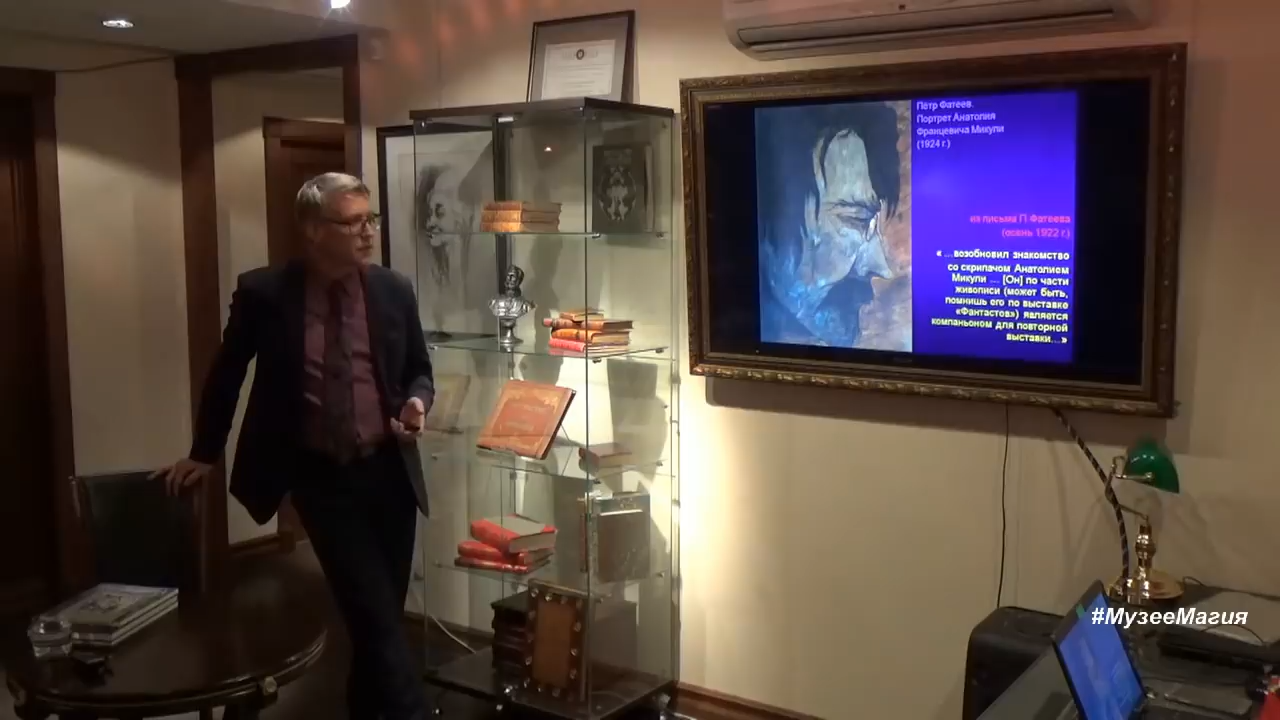 Пётр Фатеев.
Портрет Анатолия
Францевича Микули
(1924 г.)
из письма П.Фатеева
(осень 1922 г.)
« ...возобновил знакомство
со скрипачом Анатолием
Микули ... [Он] по части
живописи (может быть,
помнишь его по выставке
«Фантастов») является
компаньоном для повторной
выставки...»
#МузееМагия